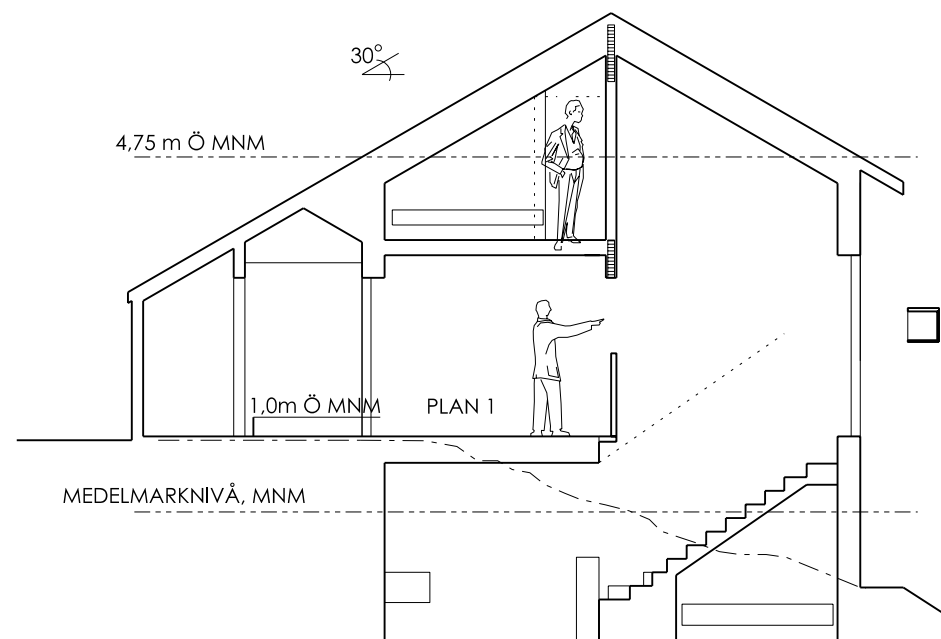 30°
4,75 m Ö MNM
1,0m Ö MNM
PLAN 1
MEDELMARKNIVÅ, MNM